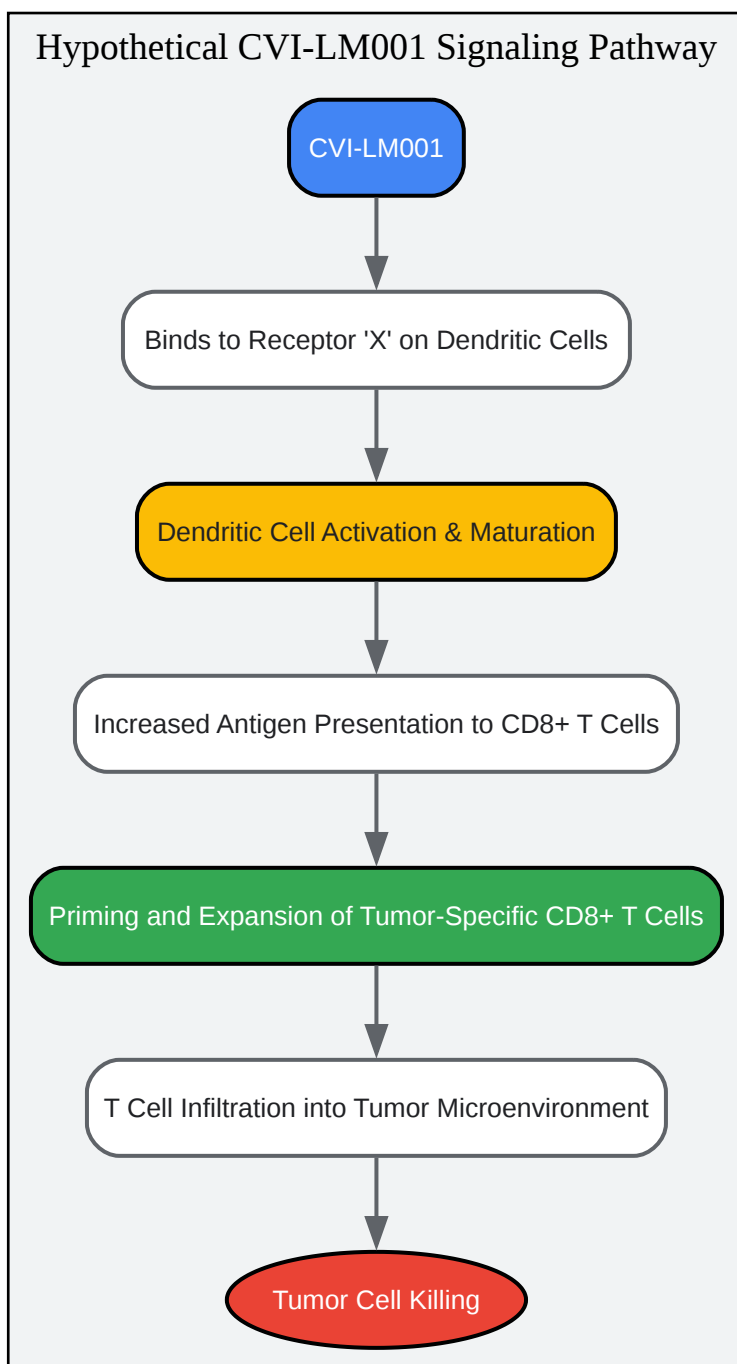 Hypothetical CVI-LM001 Signaling Pathway
CVI-LM001
Binds to Receptor 'X' on Dendritic Cells
Dendritic Cell Activation & Maturation
Increased Antigen Presentation to CD8+ T Cells
Priming and Expansion of Tumor-Specific CD8+ T Cells
T Cell Infiltration into Tumor Microenvironment
Tumor Cell Killing